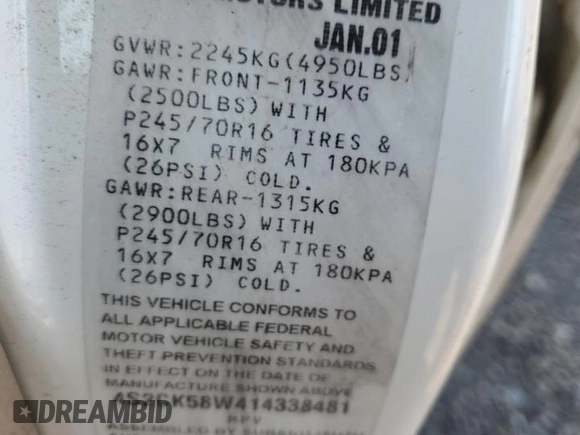 MOTORS LIMITED
JAN.01
GVWR:2245KG(4950LBS)
GAWR:FRONT-1135KG
(2500LBS) WITH
P245/70R16 TIRES &
16X7 RIMS AT 180KPA
(26PSI) COLD.
GAWR:REAR-1315KG
(2900LBS) WITH
P245/70R16 TIRES &
16X7 RIMS AT 180KPA
(26PSI) COLD.
THIS VEHICLE CONFORMS TO
ALL APPLICABLE FEDERAL
MOTOR VEHICLE SAFETY AND
THEFT PREVENTION STANDARDS
IN EFFECT ON THE DATE OF
MANUFACTURE SHOWN ABOVE
MPV
DREAMBID